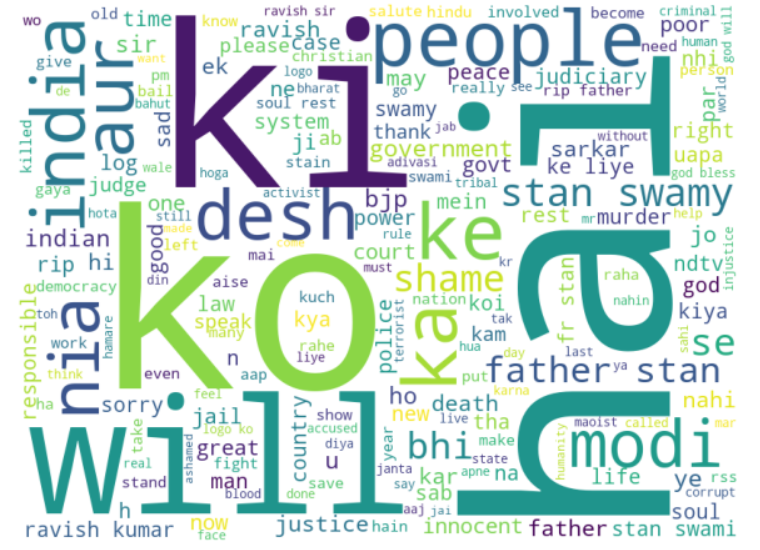 wo
old
time
ravish sir
know
salute
hindu
involved
become
criminal
poor
give
india
aur
sir
ravish
please
case
christian
ki
people
need
human
god will
pm
bail
want
ek
ne
logo
bharat
may
go
peace
really
see
judiciary
nhi
person
i
de
bahut
sad
soul rest
swamy
rip father
par
world
killed
log
wale
system
ji
ab
thank
jab
without
right
stain
government
adivasi
govt
sarkar
uapa
gaya
judge
hoga
swami
tribal
ke liye
god bless
hota
one
activist
bjp
mein
stan swamy
still
desh
power
rule
ke
rest
mr
murder
help
indian
made
left
good
mai
come
court
jo
rip
hi
din
must
kr
ndtv
injustice
democracy
aise
shame
fr stan
raha
god
responsible
toh
hamare
law
kuch
nation
koi
nahin
kiya
nia
ko
speak
kya
police
terrorist
ka
tak
hai
work
many
rahe
kam
hua
day
last
sahi
se
think
even
n
aap
liye
father stan
ya
ha
feel
put
karna
sorry
ho
death
nahi
will
jail
logo ko
country
show
accused
new
live
tha
maoist
called
mar
modi
take
great
diya
year
bhi
make
humanity
real
ashamed
fight
u
janta
state
life
ye
rss
stand
man
save
say
kar
apne
na
corrupt
h
blood
done
sab
soul
now
aaj
jai
ravish kumar
face
justice
hain
innocent
father
stan swami